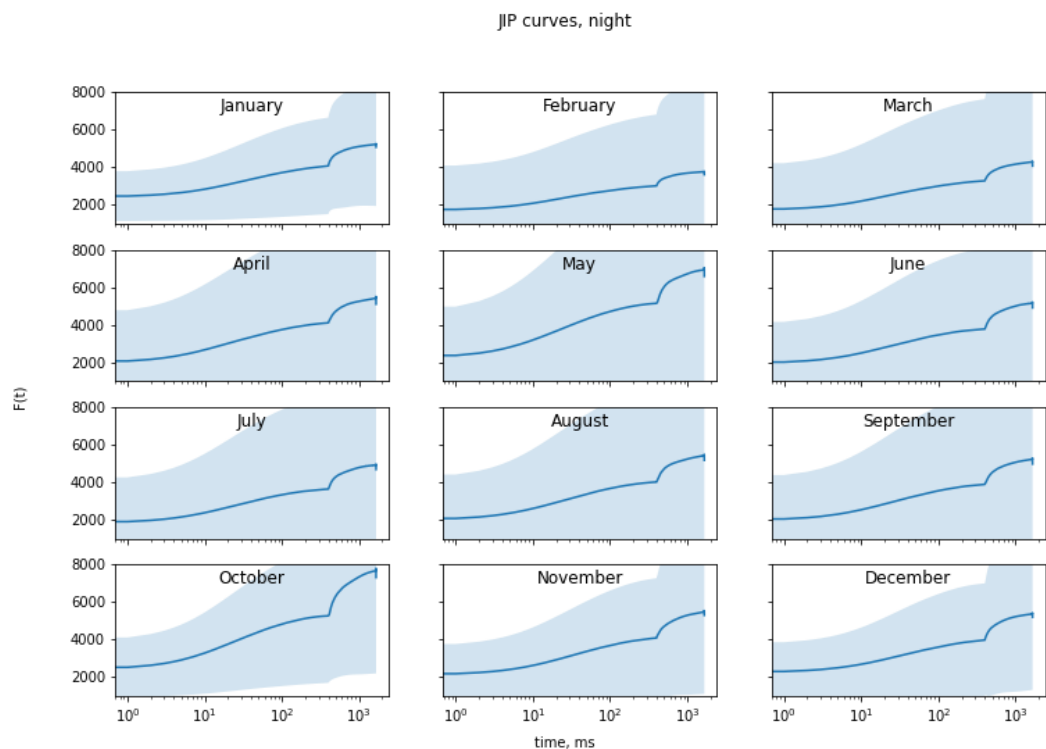 JIP curves, night
January
February
March
8000
6000
4000
2000
April
May
June
8000
6000
4000
2000
F(t)
July
August
September
8000
6000
4000
2000
October
November
December
8000
6000
4000
2000
10⁰ 10¹ 10² 10³
10⁰ 10¹ 10² 10³
10⁰ 10¹ 10² 10³
time, ms